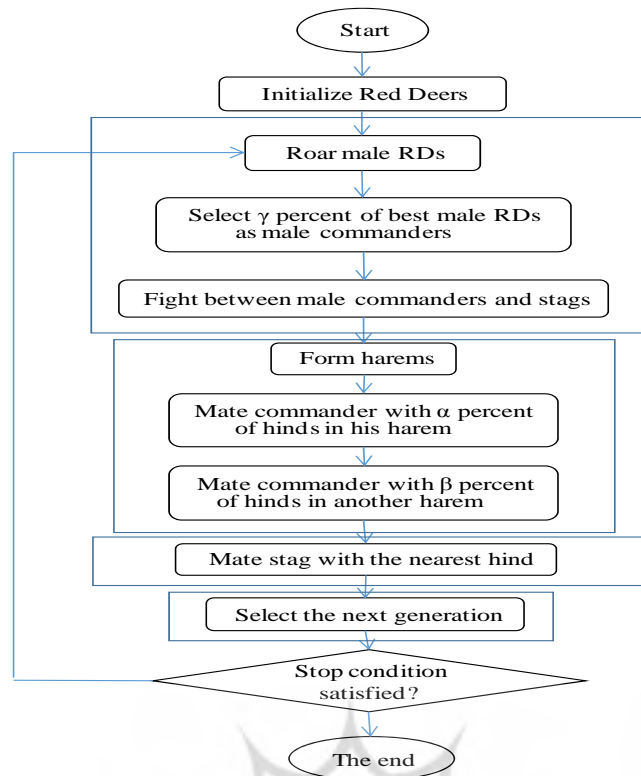 Start
Initialize Red Deers
Roar male RDs
Select γ percent of best male RDs
as male commanders
Fight between male commanders and stags
Form harems
Mate commander with α percent
of hinds in his harem
Mate commander with β percent
of hinds in another harem
Mate stag with the nearest hind
Select the next generation
Stop condition
satisfied?
The end